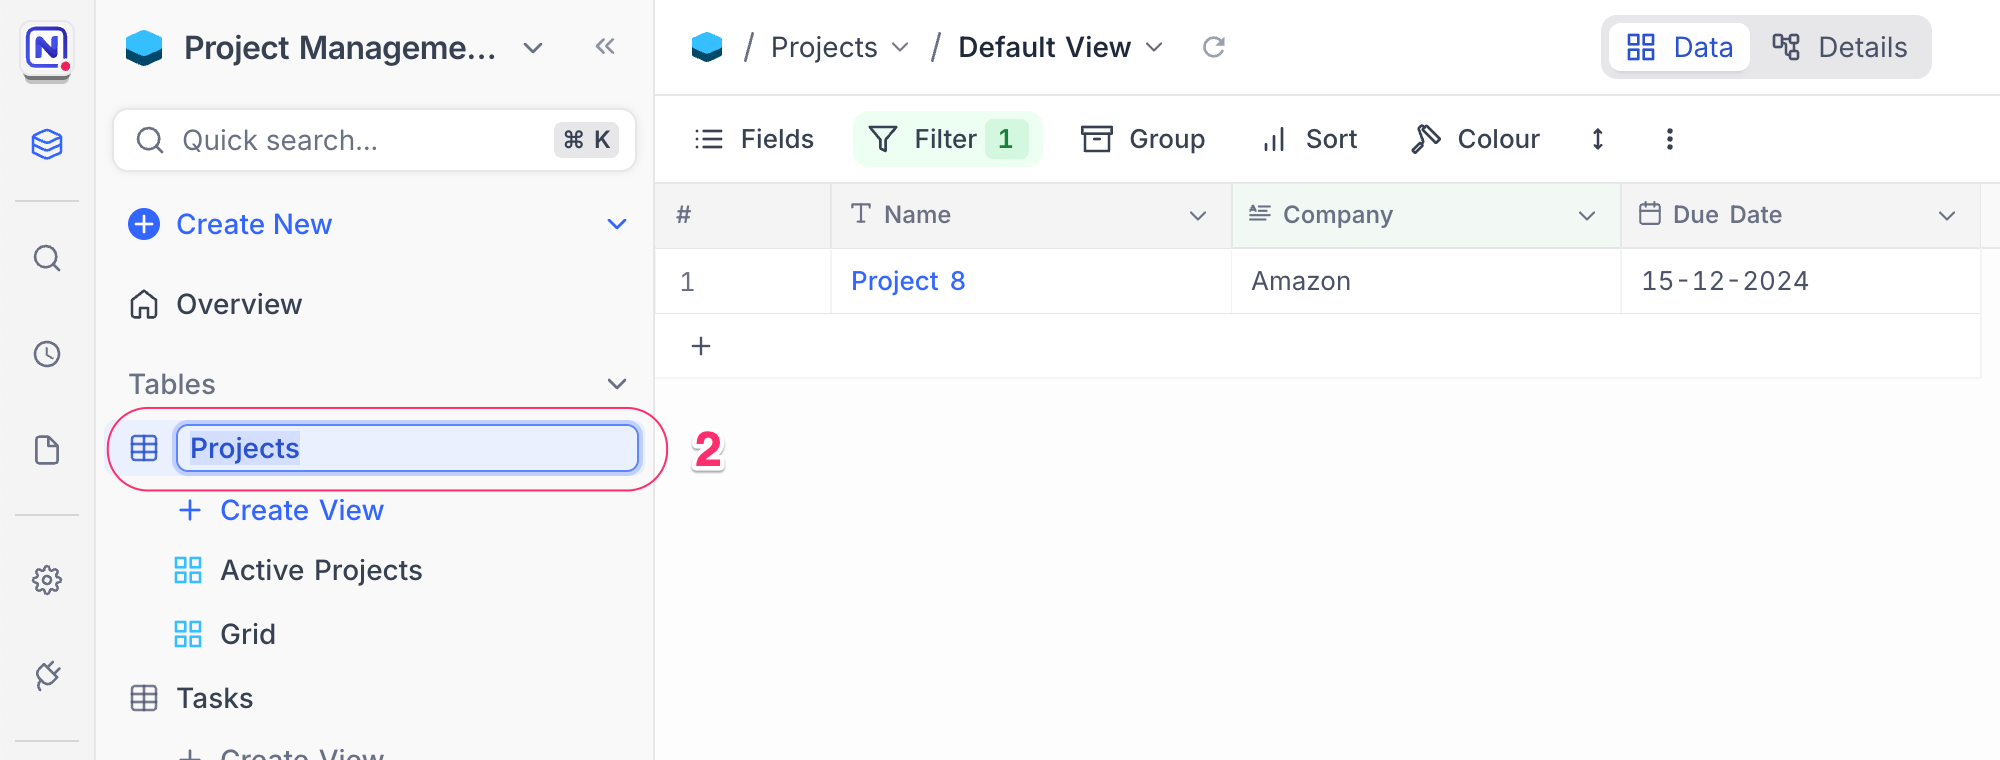 N
Project Manageme...
Quick search...
⌘ K
Create New
Overview
Tables
Projects
Create View
Active Projects
Grid
Tasks
Create View
/ Projects / Default View
Data
Details
Fields
Filter 1
Group
Sort
Colour
# Name Company Due Date
1 Project 8 Amazon 15-12-2024
+
2